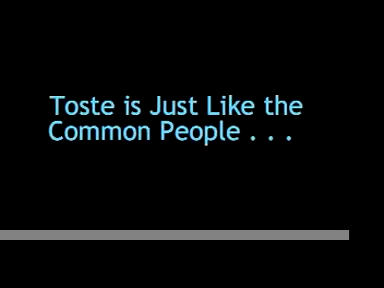 Toste is Just Like the
Common People . . .